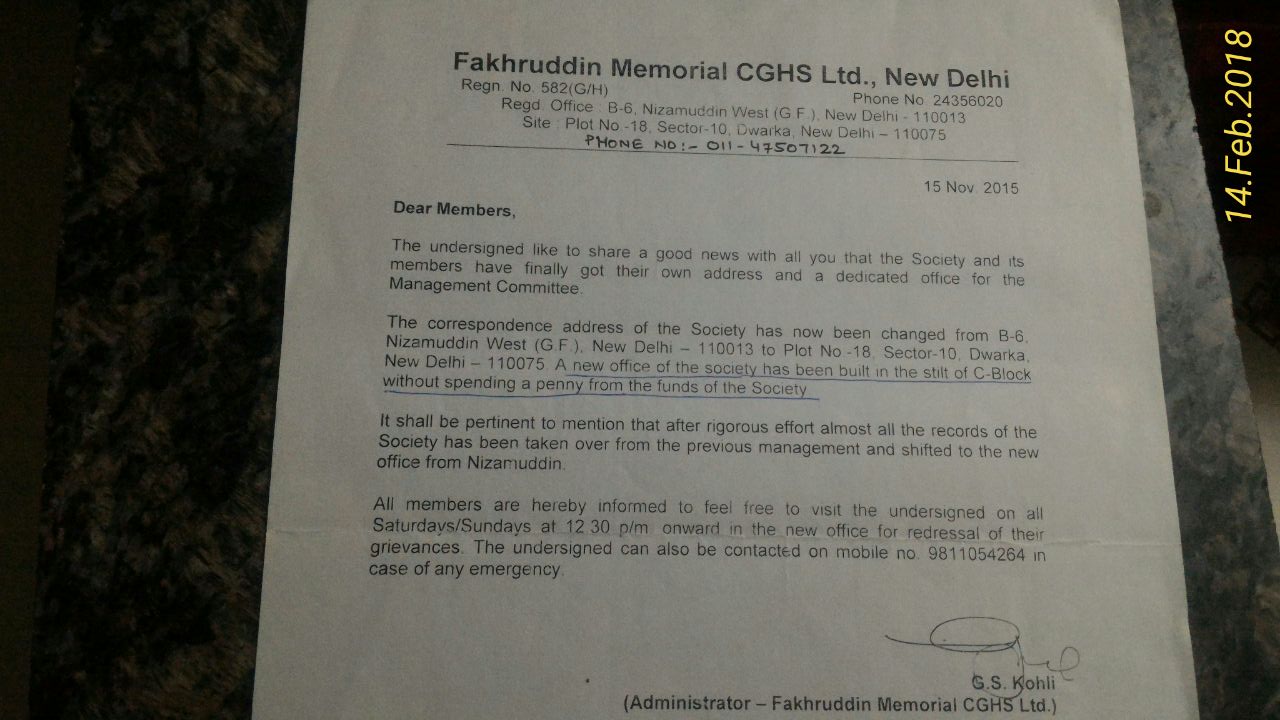 Fakhruddin Memorial CGHS Ltd., New Delhi
Regn. No. 582(G/H)
Phone No. 24356020
Regd. Office : B-6, Nizamuddin West (G.F.), New Delhi - 110013
Site : Plot No.-18, Sector-10, Dwarka, New Delhi – 110075
PHONE NO:- 011-47507122
15 Nov. 2015
Dear Members,
The undersigned like to share a good news with all you that the Society and its
members have finally got their own address and a dedicated office for the
Management Committee.
The correspondence address of the Society has now been changed from B-6,
Nizamuddin West (G.F.), New Delhi – 110013 to Plot No.-18, Sector-10, Dwarka,
New Delhi – 110075. A new office of the society has been built in the stilt of C-Block
without spending a penny from the funds of the Society.
It shall be pertinent to mention that after rigorous effort almost all the records of the
Society has been taken over from the previous management and shifted to the new
office from Nizamuddin.
All members are hereby informed to feel free to visit the undersigned on all
Saturdays/Sundays at 12.30 p/m onward in the new office for redressal of their
grievances. The undersigned can also be contacted on mobile no. 9811054264 in
case of any emergency.
G.S. Kohli
(Administrator – Fakhruddin Memorial CGHS Ltd.)
14.Feb.2018